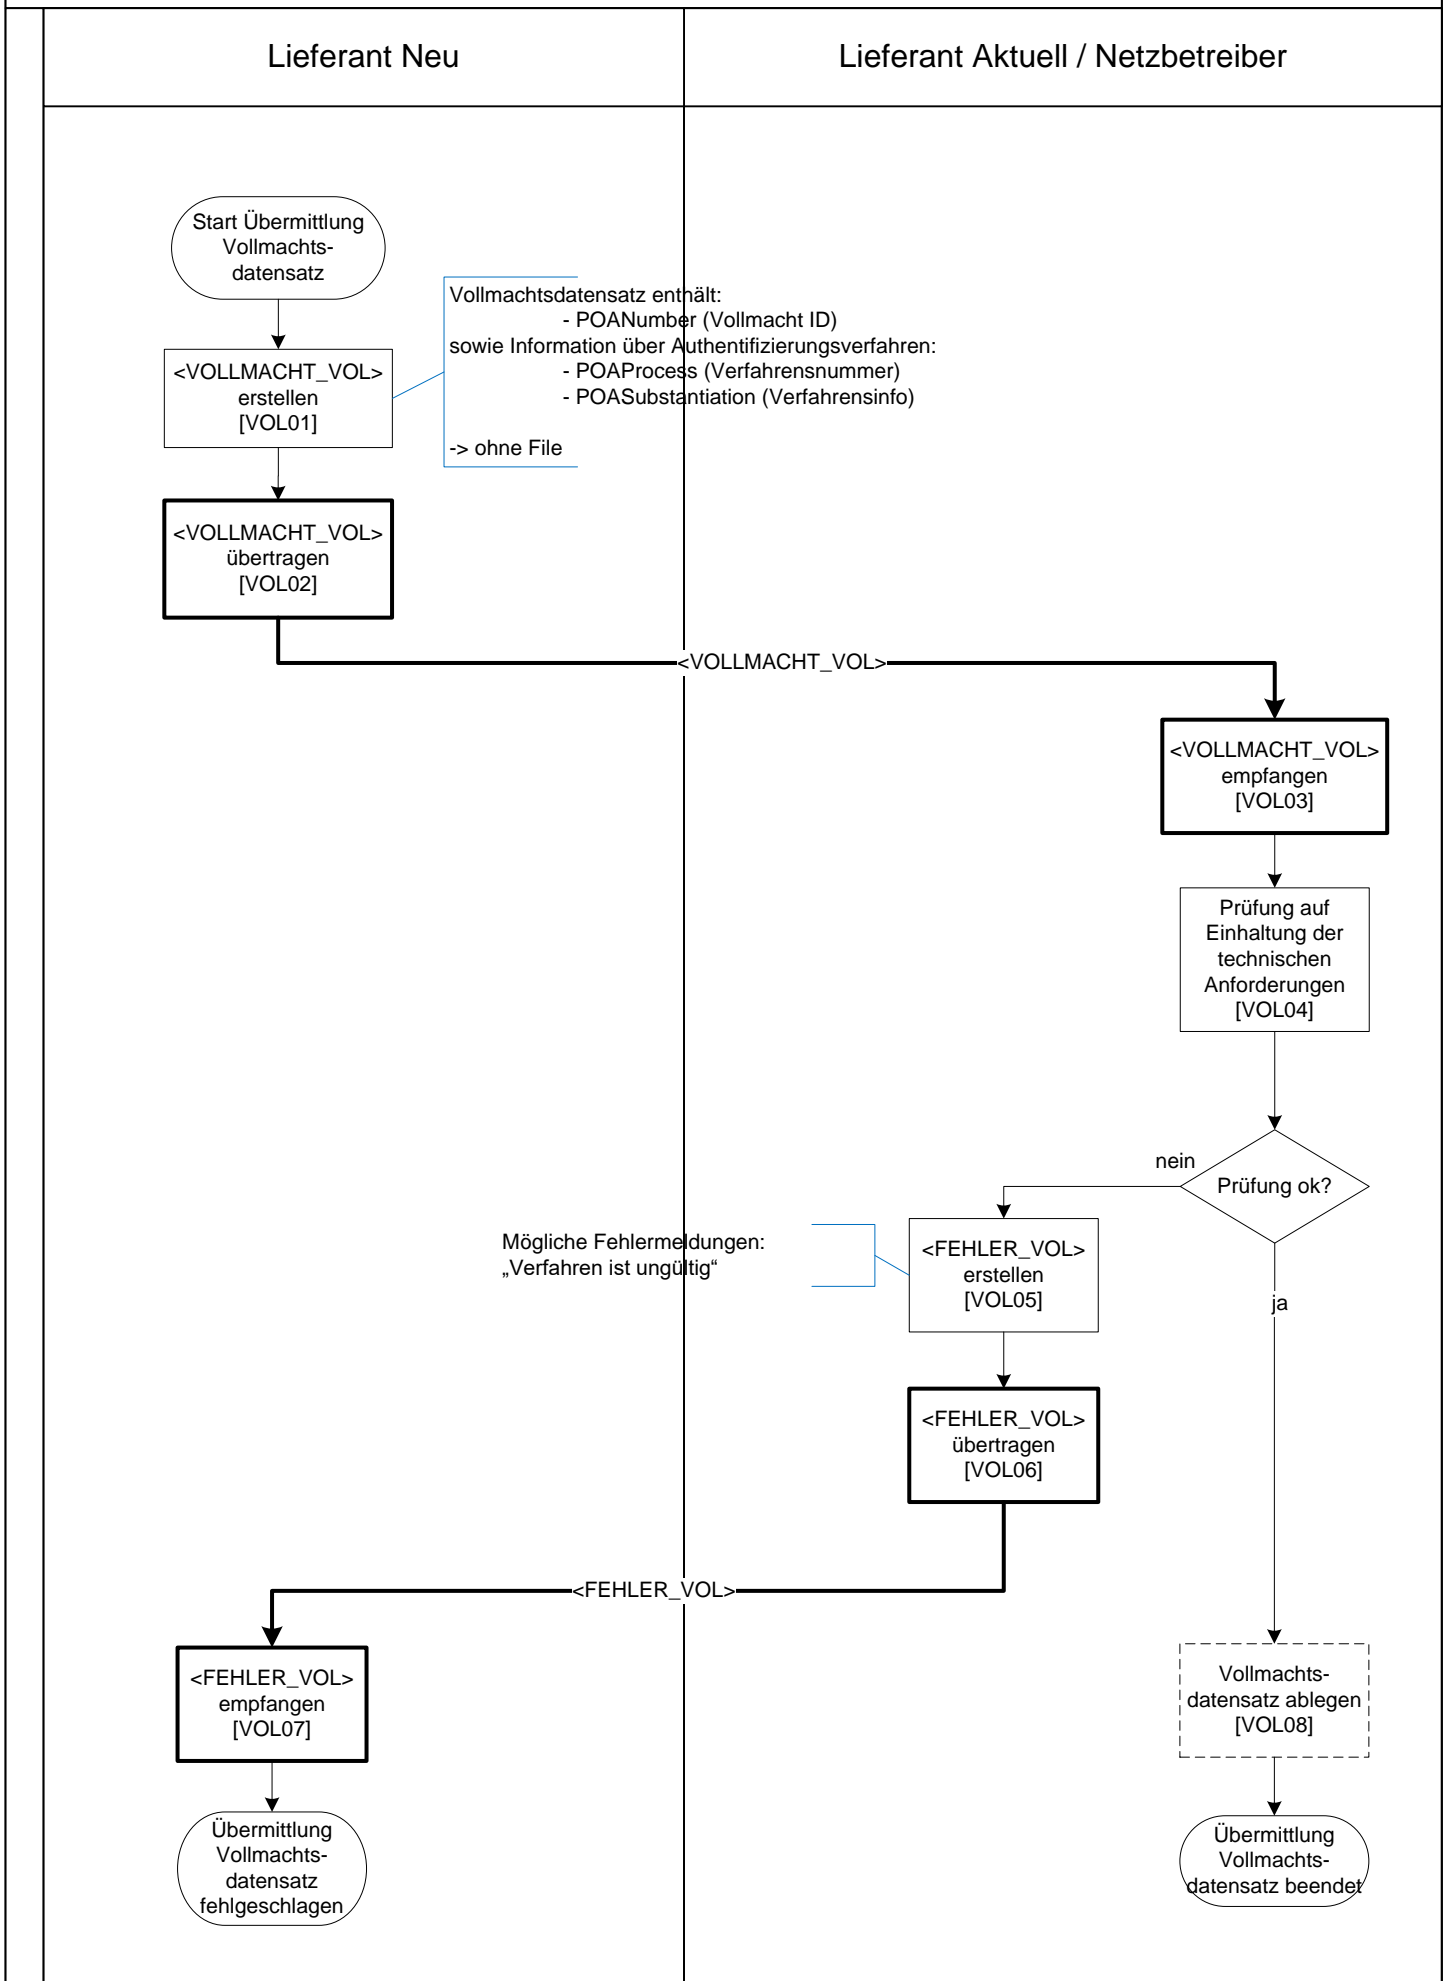 Lieferant Neu
Lieferant Aktuell / Netzbetreiber
Start Übermittlung
Vollmachts-
datensatz
Vollmachtsdatensatz enthält:
- POANumber (Vollmacht ID)
sowie Information über Authentifizierungsverfahren:
- POAProcess (Verfahrensnummer)
- POASubstantiation (Verfahrensinfo)
-> ohne File
<VOLLMACHT_VOL>
erstellen
[VOL01]
<VOLLMACHT_VOL>
übertragen
[VOL02]
<VOLLMACHT_VOL>
<VOLLMACHT_VOL>
empfangen
[VOL03]
Prüfung auf
Einhaltung der
technischen
Anforderungen
[VOL04]
nein
Prüfung ok?
Mögliche Fehlermeldungen:
„Verfahren ist ungültig“
<FEHLER_VOL>
erstellen
[VOL05]
ja
<FEHLER_VOL>
übertragen
[VOL06]
<FEHLER_VOL>
<FEHLER_VOL>
empfangen
[VOL07]
Vollmachts-
datensatz ablegen
[VOL08]
Übermittlung
Vollmachts-
datensatz
fehlgeschlagen
Übermittlung
Vollmachts-
datensatz beendet